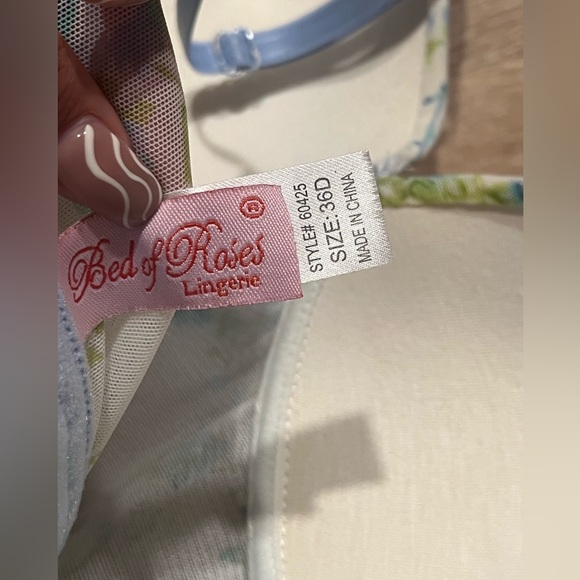 Bed of Roses®
Lingerie
STYLE# 60425
SIZE: 36D
MADE IN CHINA